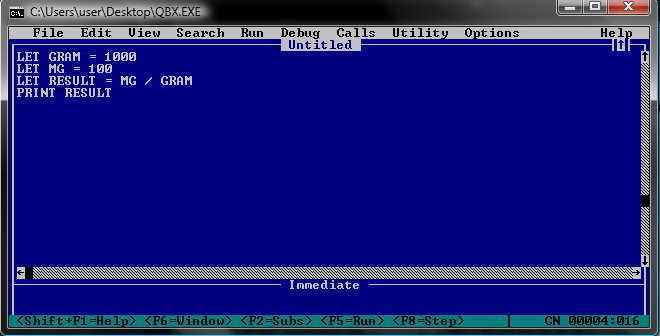 C:\Users\user\Desktop\QBX.EXE
File Edit View Search Run Debug Calls Utility Options Help
Untitled
LET GRAM = 1000
LET MG = 100
LET RESULT = MG / GRAM
PRINT RESULT
Immediate
<Shift+F1=Help> <F6=Window> <F2=Subs> <F5=Run> <F8=Step> CN 00004:016